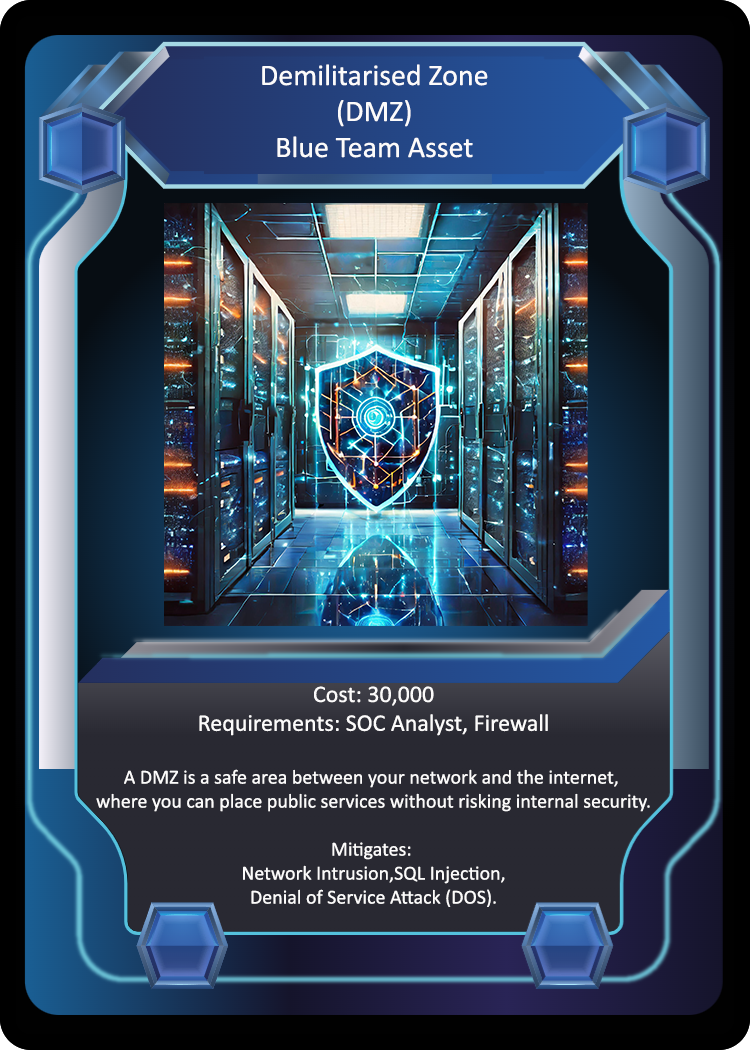 Demilitarised Zone
(DMZ)
Blue Team Asset
Cost: 30,000
Requirements: SOC Analyst, Firewall
A DMZ is a safe area between your network and the internet,
where you can place public services without risking internal security.
Mitigates:
Network Intrusion,SQL Injection,
Denial of Service Attack (DOS).